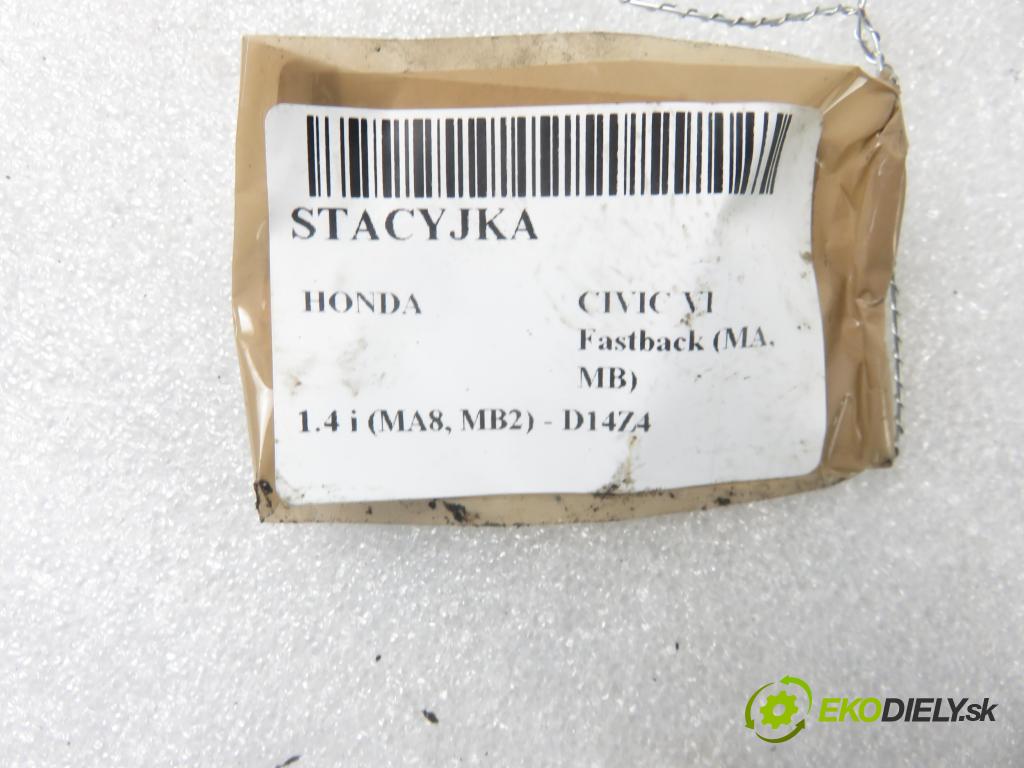 STACYJKA
HONDA
CIVIC VI
Fastback (MA,
MB)
1.4 i (MA8, MB2) - D14Z4
EKODIELY.sk